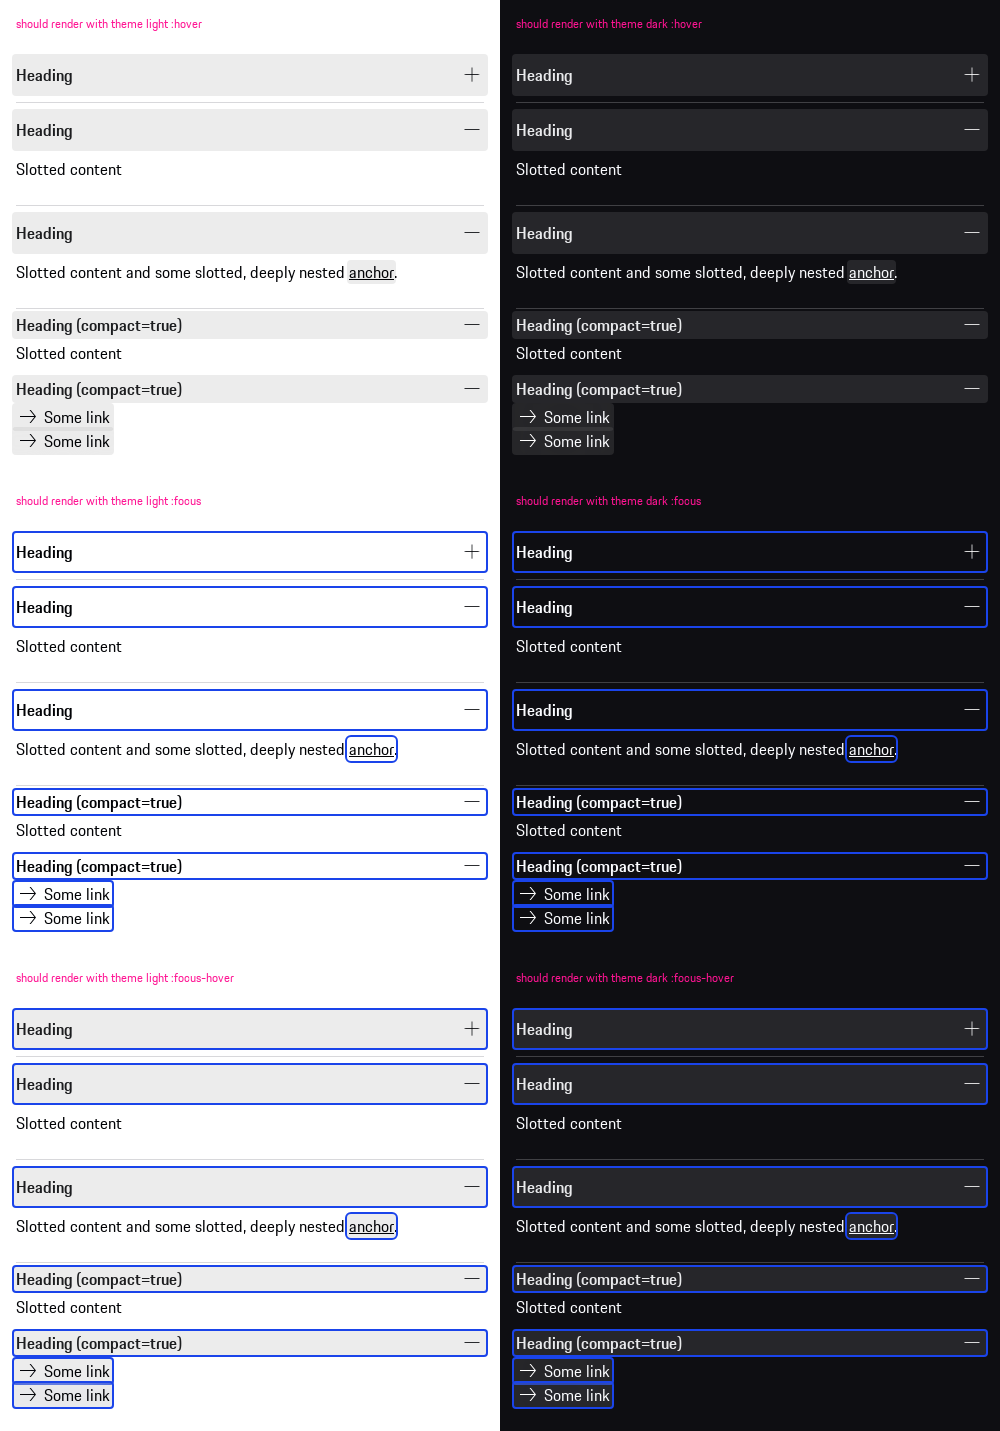 should render with theme light :hover
Heading
Heading
Slotted content
Heading
Slotted content and some slotted, deeply nested anchor.
Heading (compact=true)
Slotted content
Heading (compact=true)
Some link
Some link
should render with theme light :focus
Heading
Heading
Slotted content
Heading
Slotted content and some slotted, deeply nested anchor.
Heading (compact=true)
Slotted content
Heading (compact=true)
Some link
Some link
should render with theme light :focus-hover
Heading
Heading
Slotted content
Heading
Slotted content and some slotted, deeply nested anchor.
Heading (compact=true)
Slotted content
Heading (compact=true)
Some link
Some link
should render with theme dark :hover
Heading
Heading
Slotted content
Heading
Slotted content and some slotted, deeply nested anchor.
Heading (compact=true)
Slotted content
Heading (compact=true)
Some link
Some link
should render with theme dark :focus
Heading
Heading
Slotted content
Heading
Slotted content and some slotted, deeply nested anchor.
Heading (compact=true)
Slotted content
Heading (compact=true)
Some link
Some link
should render with theme dark :focus-hover
Heading
Heading
Slotted content
Heading
Slotted content and some slotted, deeply nested anchor.
Heading (compact=true)
Slotted content
Heading (compact=true)
Some link
Some link